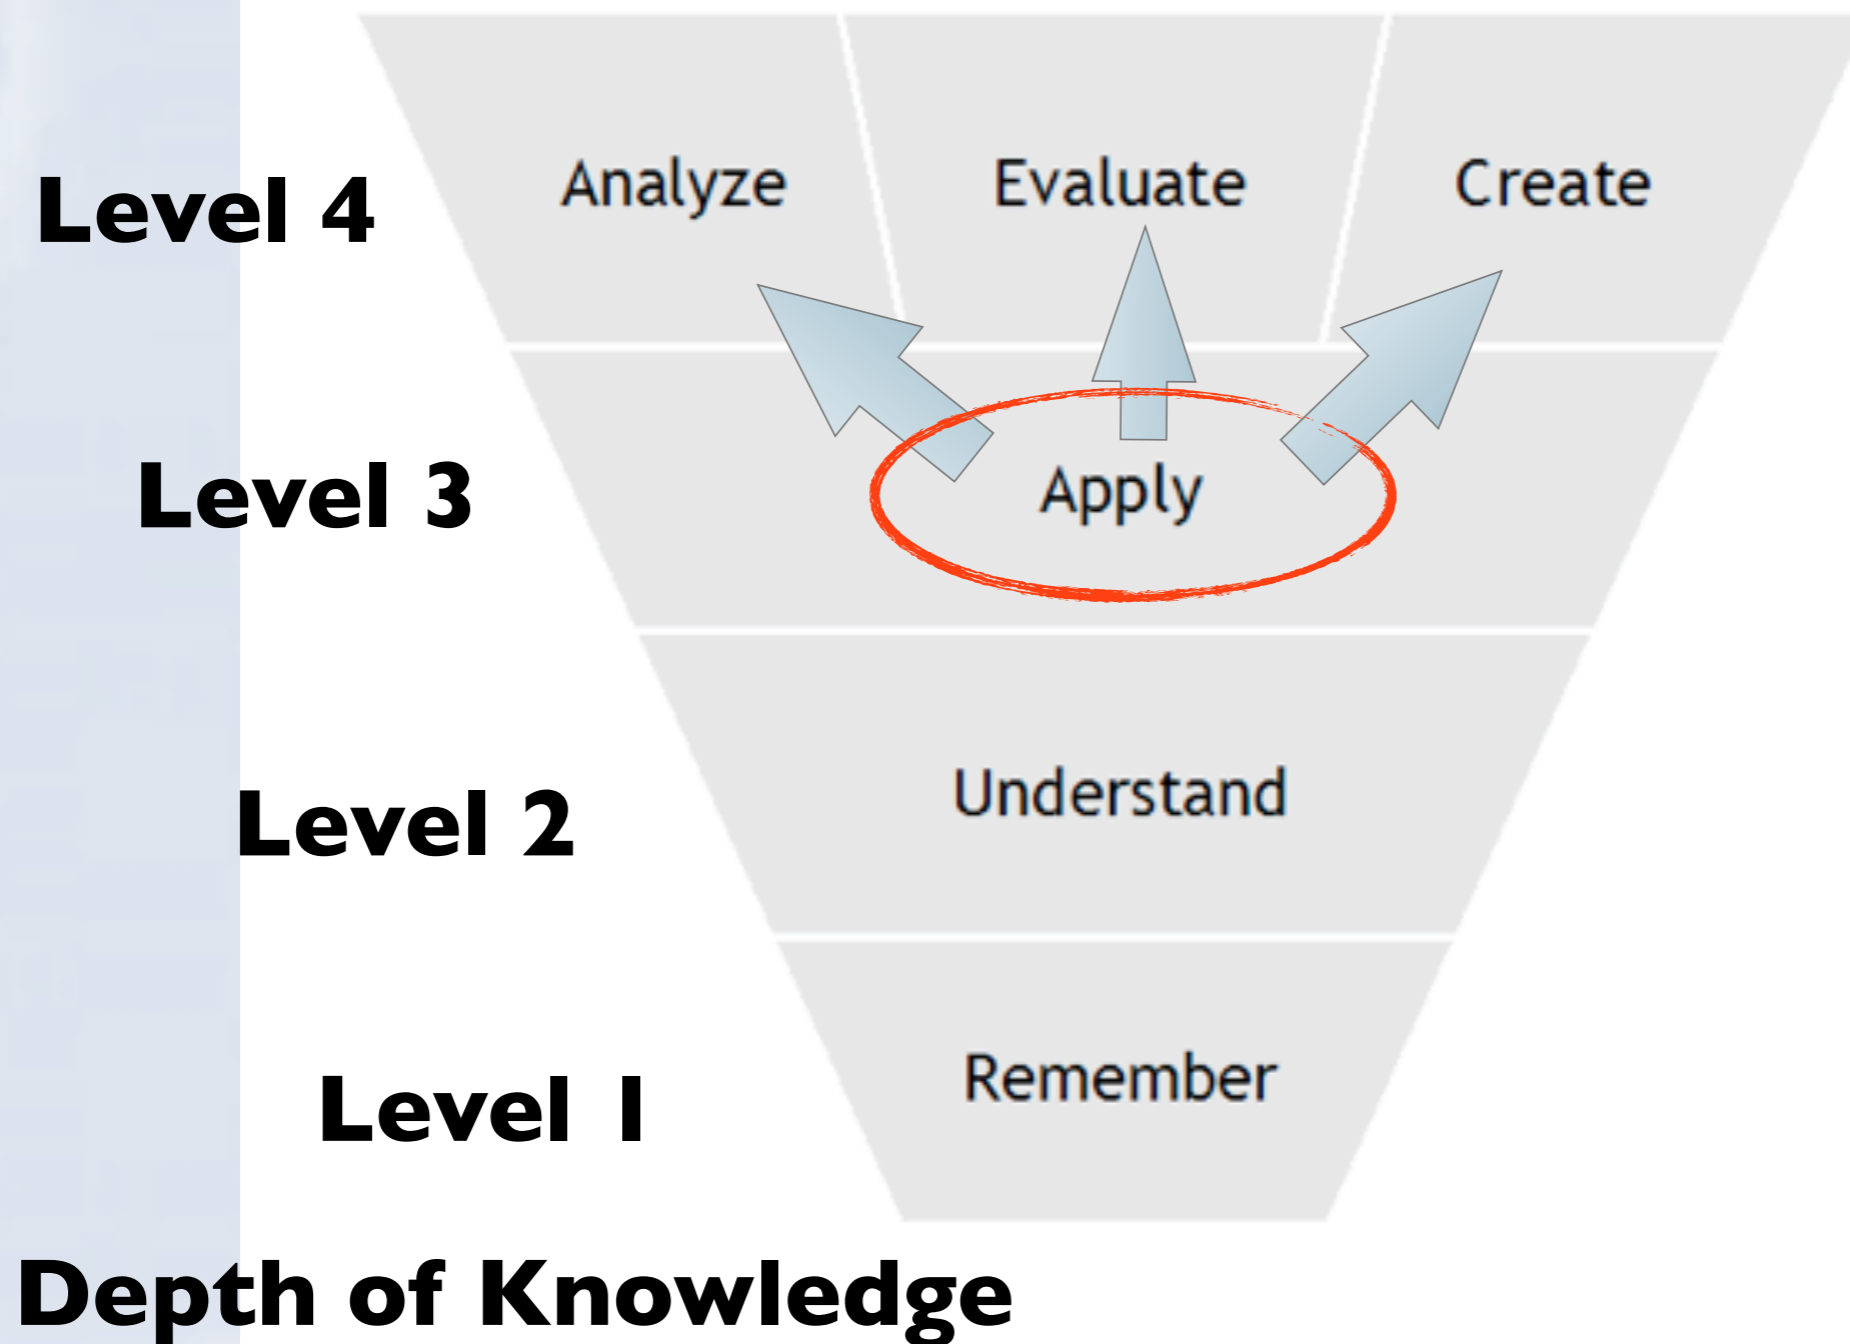 Level 4 Analyze Evaluate Create
Level 3 Apply
Level 2 Understand
Level 1 Remember
Depth of Knowledge